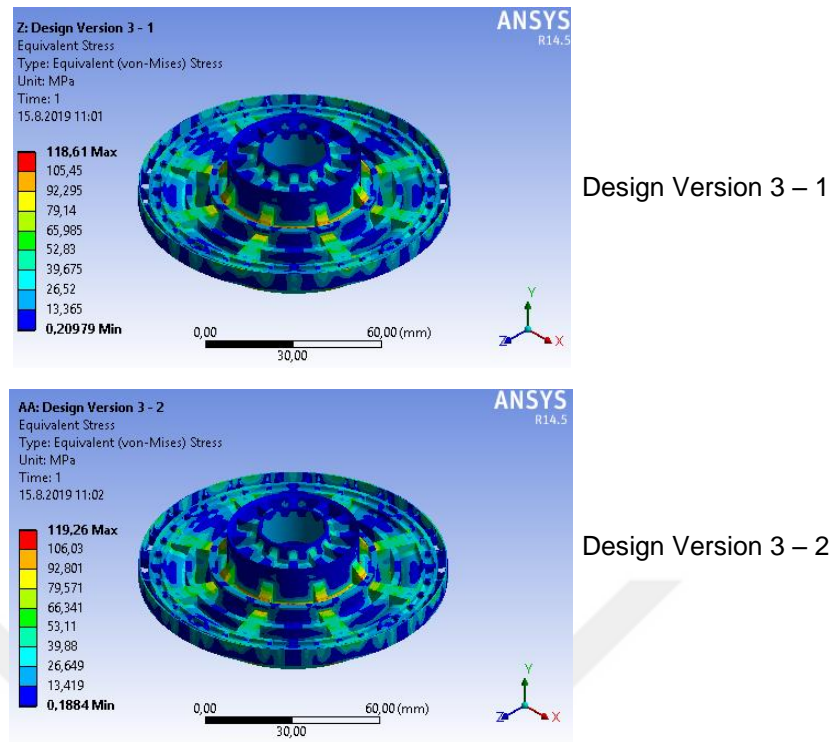 Z: Design Version 3 - 1
Equivalent Stress
Type: Equivalent (von-Mises) Stress
Unit: MPa
Time: 1
15.8.2019 11:01
ANSYS
R14.5
118,61 Max
105,45
92,295
79,14
65,985
52,83
39,675
26,52
13,365
0,20979 Min
0,00
60,00 (mm)
30,00
Y
Z
X
Design Version 3 – 1
AA: Design Version 3 - 2
Equivalent Stress
Type: Equivalent (von-Mises) Stress
Unit: MPa
Time: 1
15.8.2019 11:02
ANSYS
R14.5
119,26 Max
106,03
92,801
79,571
66,341
53,11
39,88
26,649
13,419
0,1884 Min
0,00
60,00 (mm)
30,00
Y
Z
X
Design Version 3 – 2